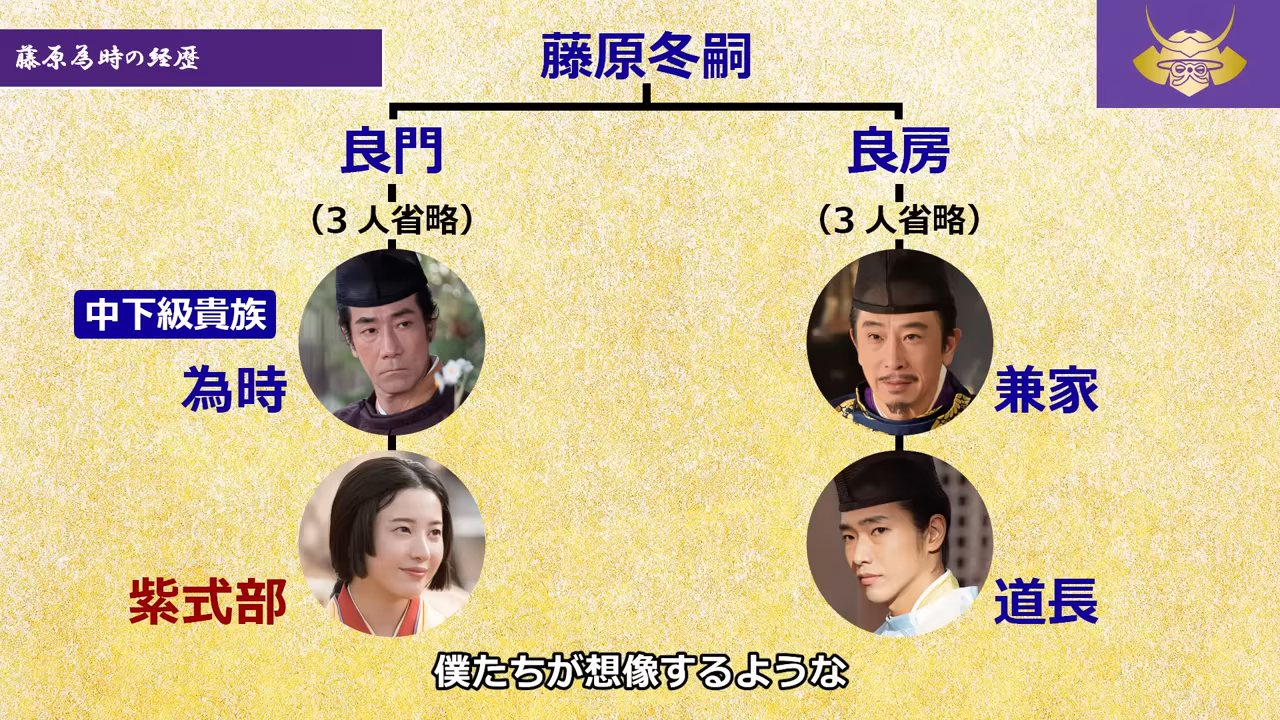 藤原為時の経歴
藤原冬嗣
良門
良房
（3人省略）
（3人省略）
中下級貴族
為時
兼家
紫式部
道長
僕たちが想像するような